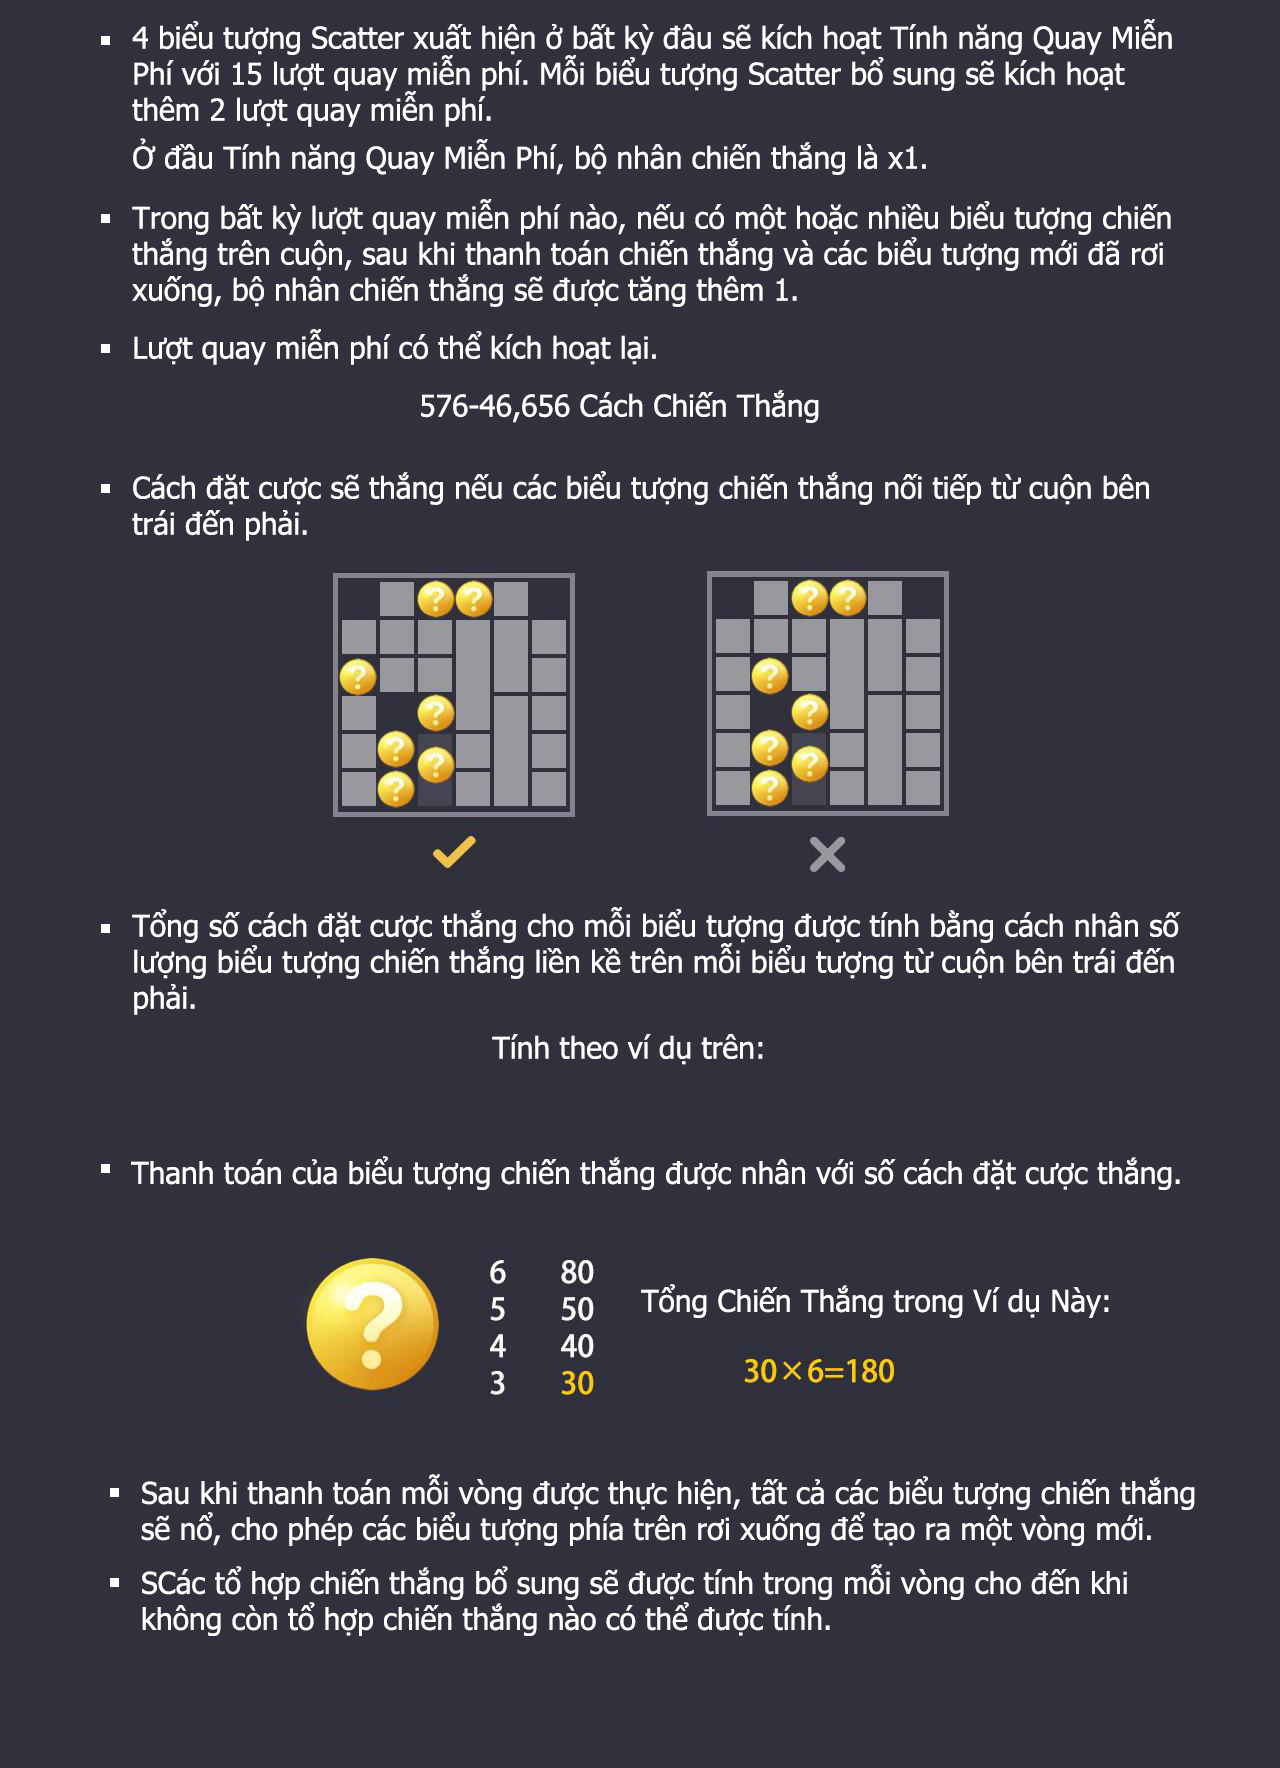 4 biểu tượng Scatter xuất hiện ở bất kỳ đâu sẽ kích hoạt Tính năng Quay Miễn
Phí với 15 lượt quay miễn phí. Mỗi biểu tượng Scatter bổ sung sẽ kích hoạt
thêm 2 lượt quay miễn phí.
Ở đầu Tính năng Quay Miễn Phí, bộ nhân chiến thắng là x1.
Trong bất kỳ lượt quay miễn phí nào, nếu có một hoặc nhiều biểu tượng chiến
thắng trên cuộn, sau khi thanh toán chiến thắng và các biểu tượng mới đã rơi
xuống, bộ nhân chiến thắng sẽ được tăng thêm 1.
Lượt quay miễn phí có thể kích hoạt lại.
576-46,656 Cách Chiến Thắng
Cách đặt cược sẽ thắng nếu các biểu tượng chiến thắng nối tiếp từ cuộn bên
trái đến phải.
? ? ? ?
? ? ? ?
? ? ? ?
? ?
? ?
Tổng số cách đặt cược thắng cho mỗi biểu tượng được tính bằng cách nhân số
lượng biểu tượng chiến thắng liền kề trên mỗi biểu tượng từ cuộn bên trái đến
phải.
Tính theo ví dụ trên:
Thanh toán của biểu tượng chiến thắng được nhân với số cách đặt cược thắng.
?
6 80
5 50
4 40
3 30
Tổng Chiến Thắng trong Ví dụ Này:
30×6=180
Sau khi thanh toán mỗi vòng được thực hiện, tất cả các biểu tượng chiến thắng
sẽ nổ, cho phép các biểu tượng phía trên rơi xuống để tạo ra một vòng mới.
SCác tổ hợp chiến thắng bổ sung sẽ được tính trong mỗi vòng cho đến khi
không còn tổ hợp chiến thắng nào có thể được tính.